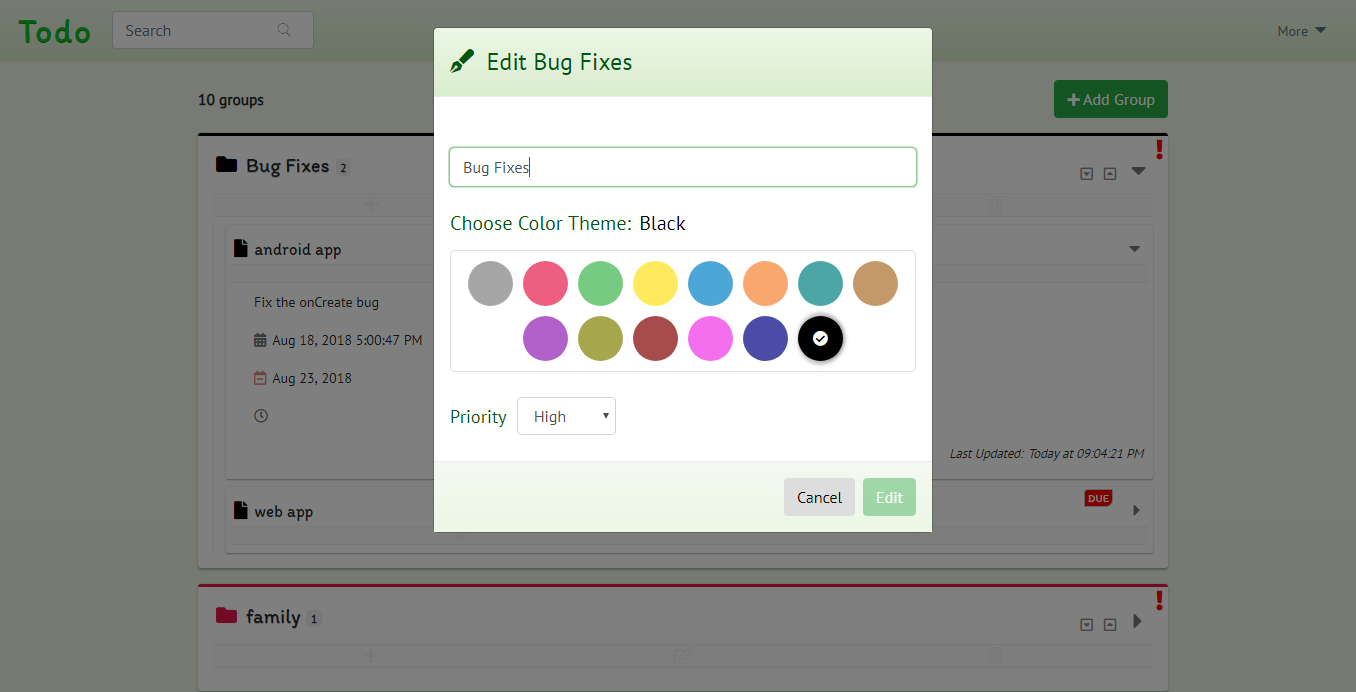 Todo
Search
More
10 groups
Add Group
Edit Bug Fixes
Bug Fixes 2
Bug Fixes
Choose Color Theme: Black
android app
Fix the onCreate bug
Aug 18, 2018 5:00:47 PM
Aug 23, 2018
Priority High
Last Updated: Today at 09:04:21 PM
Cancel Edit
web app
DUE
family 1